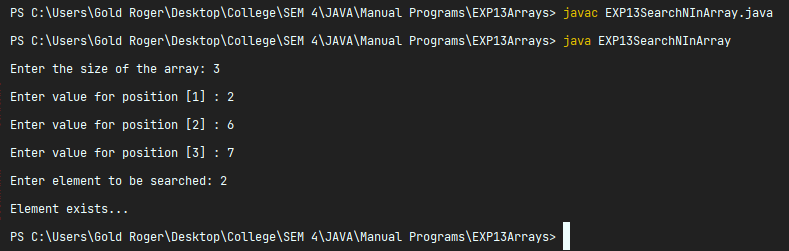 PS C:\Users\Gold Roger\Desktop\College\SEM 4\JAVA\Manual Programs\EXP13Arrays> javac EXP13SearchNInArray.java
PS C:\Users\Gold Roger\Desktop\College\SEM 4\JAVA\Manual Programs\EXP13Arrays> java EXP13SearchNInArray
Enter the size of the array: 3
Enter value for position [1] : 2
Enter value for position [2] : 6
Enter value for position [3] : 7
Enter element to be searched: 2
Element exists...
PS C:\Users\Gold Roger\Desktop\College\SEM 4\JAVA\Manual Programs\EXP13Arrays>